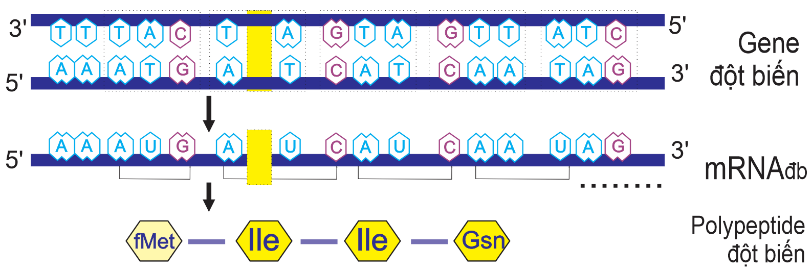 3' T T T A C T A G T A G T T A T C 5'
Gene
đột biến
5' A A A T G A T C A T C A A T A G 3'
5' A A A U G A U C A U C A A U A G 3'
mRNAđb
fMet Ile Ile Gsn
Polypeptide
đột biến